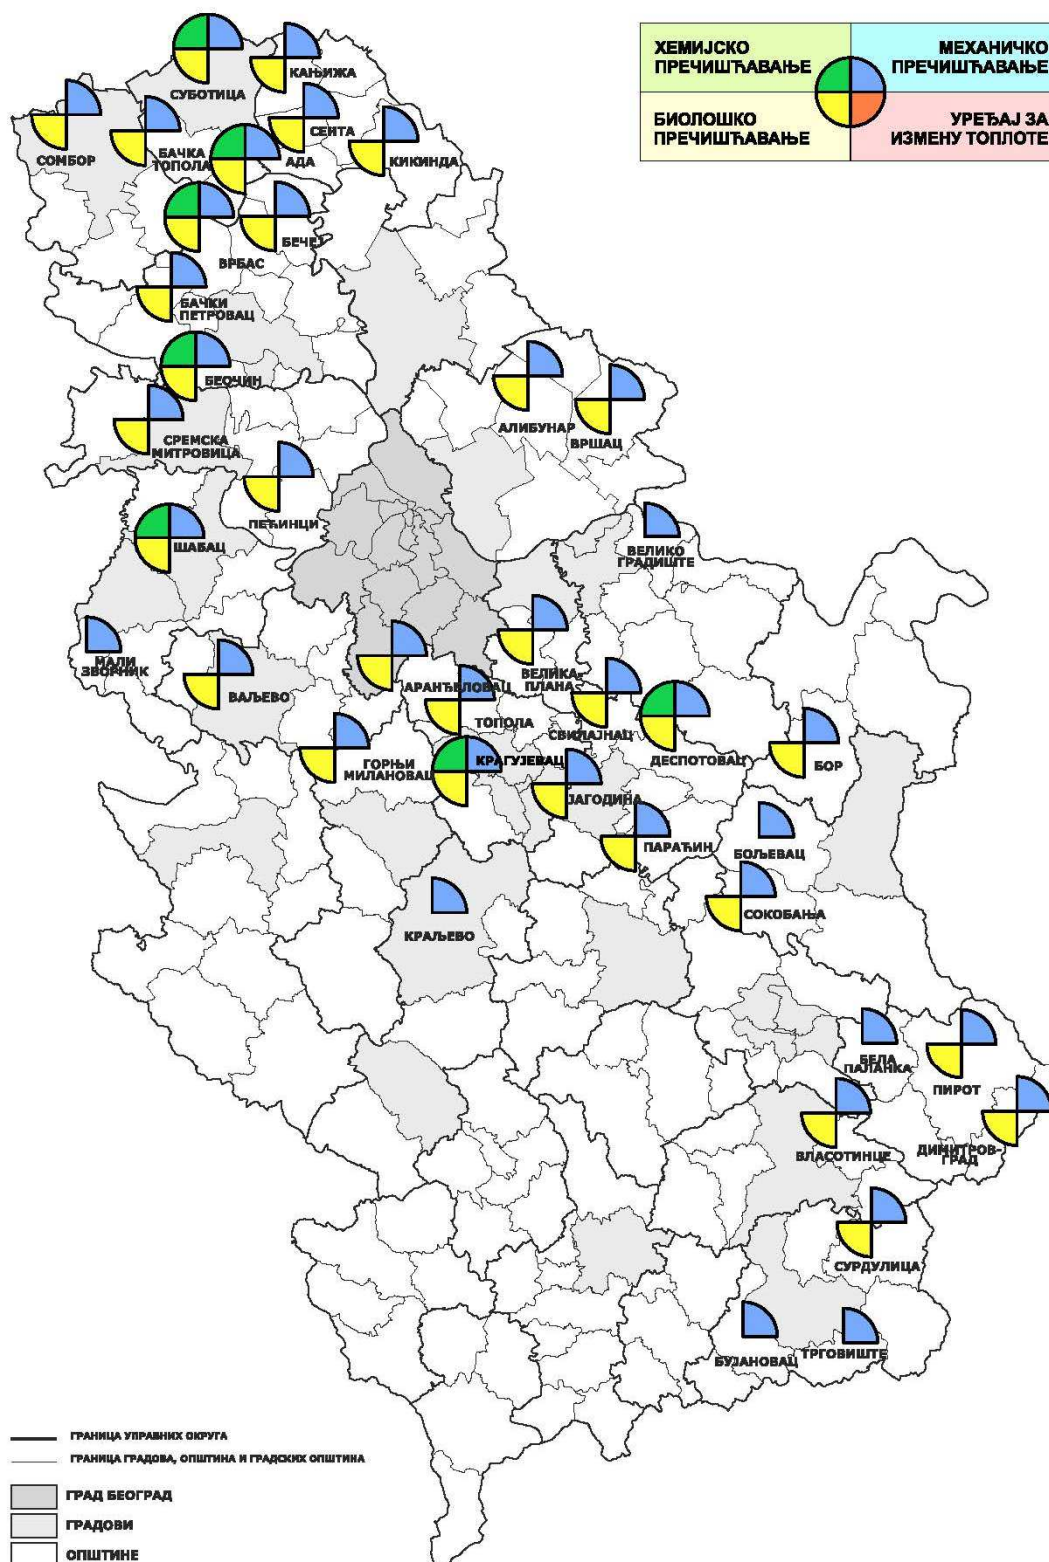 ХЕМИЈСКО
ПРЕЧИШЋАВАЊЕ
МЕХАНИЧКО
ПРЕЧИШЋАВАЊЕ
БИОЛОШКО
ПРЕЧИШЋАВАЊЕ
УРЕЂАЈ ЗА
ИЗМЕНУ ТОПЛОТЕ
СУБОТИЦА
КАЊИЖА
СЕНТА
СОМБОР
БАЧКА
ТОПОЛА
АДА
КИКИНДА
ВРБАС
БЕЧЕЈ
БАЧКИ
ПЕТРОВАЦ
БЕОЧИН
СРЕМСКА
МИТРОВИЦА
АЛИБУНАР
ВРШАЦ
ПЕЋИНЦИ
ШАБАЦ
ВЕЛИКО
ГРАДИШТЕ
МАЛИ
ЗВОРНИК
ВАЉЕВО
АРАНЂЕЛОВАЦ
ВЕЛИКА
ПЛАНА
ТОПОЛА
СВИЛАЈНАЦ
ДЕСПОТОВАЦ
БОР
ГОРЊИ
МИЛАНОВАЦ
КРАГУЈЕВАЦ
ЈАГОДИНА
ПАРАЋИН
БОЉЕВАЦ
СОКОБАЊА
КРАЉЕВО
БЕЛА
ПАЛАНКА
ПИРОТ
ВЛАСОТИНЦЕ
ДИМИТРОВ-
ГРАД
СУРДУЛИЦА
БУЈАНОВАЦ
ТРГОВИШТЕ
ГРАНИЦА УПРАВНИХ ОКРУГА
ГРАНИЦА ГРАДОВА, ОПШТИНА И ГРАДСКИХ ОПШТИНА
ГРАД БЕОГРАД
ГРАДОВИ
ОПШТИНЕ